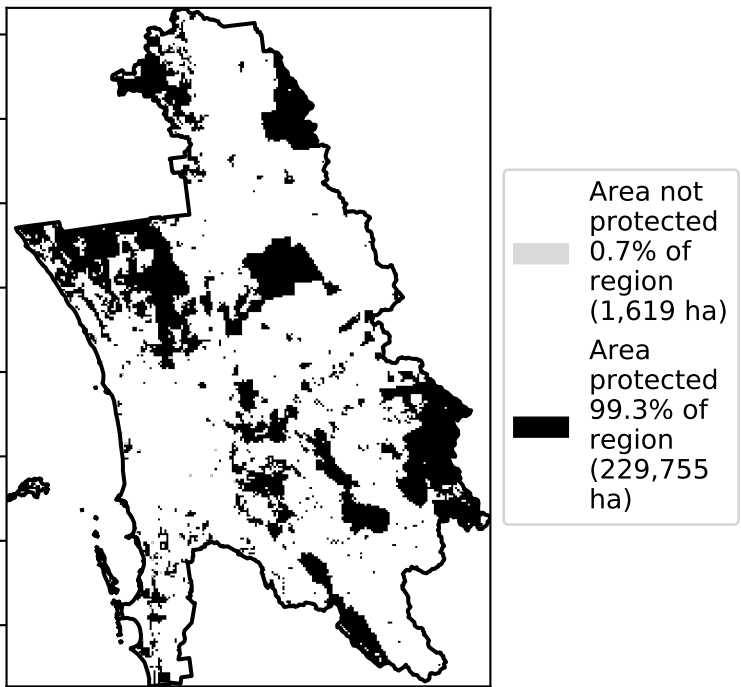 Area not
protected
0.7% of
region
(1,619 ha)
Area
protected
99.3% of
region
(229,755
ha)